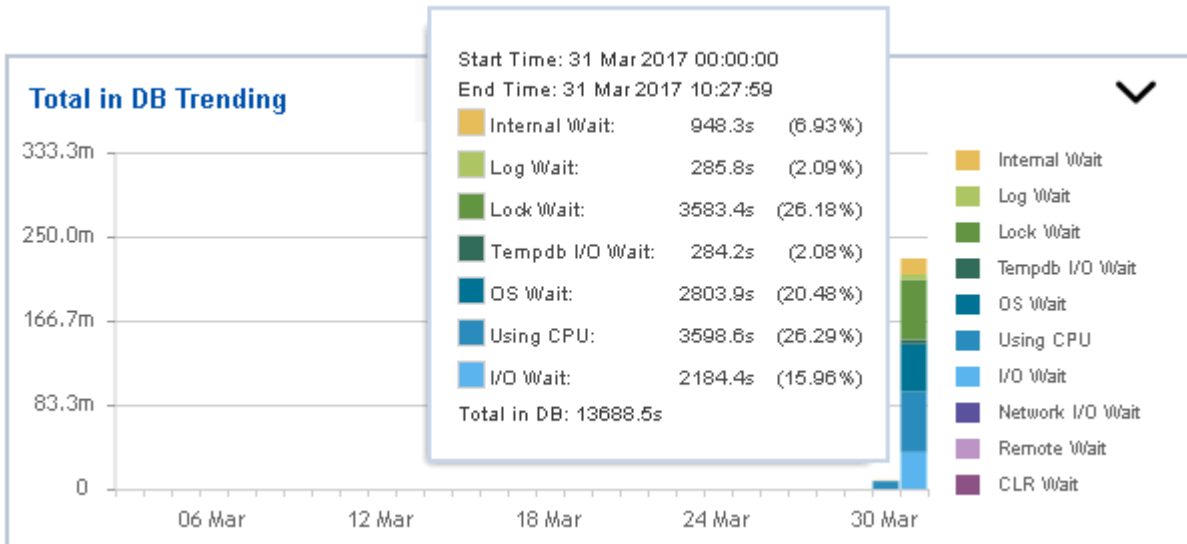 Start Time: 31 Mar 2017 00:00:00
End Time: 31 Mar 2017 10:27:59
Internal Wait: 948.3s (6.93%)
Log Wait: 285.8s (2.09%)
Lock Wait: 3583.4s (26.18%)
Tempdb I/O Wait: 284.2s (2.08%)
OS Wait: 2803.9s (20.48%)
Using CPU: 3598.6s (26.29%)
I/O Wait: 2184.4s (15.96%)
Total in DB: 13688.5s
Total in DB Trending
333.3m
250.0m
166.7m
83.3m
0
06 Mar
12 Mar
18 Mar
24 Mar
30 Mar
Internal Wait
Log Wait
Lock Wait
Tempdb I/O Wait
OS Wait
Using CPU
I/O Wait
Network I/O Wait
Remote Wait
CLR Wait